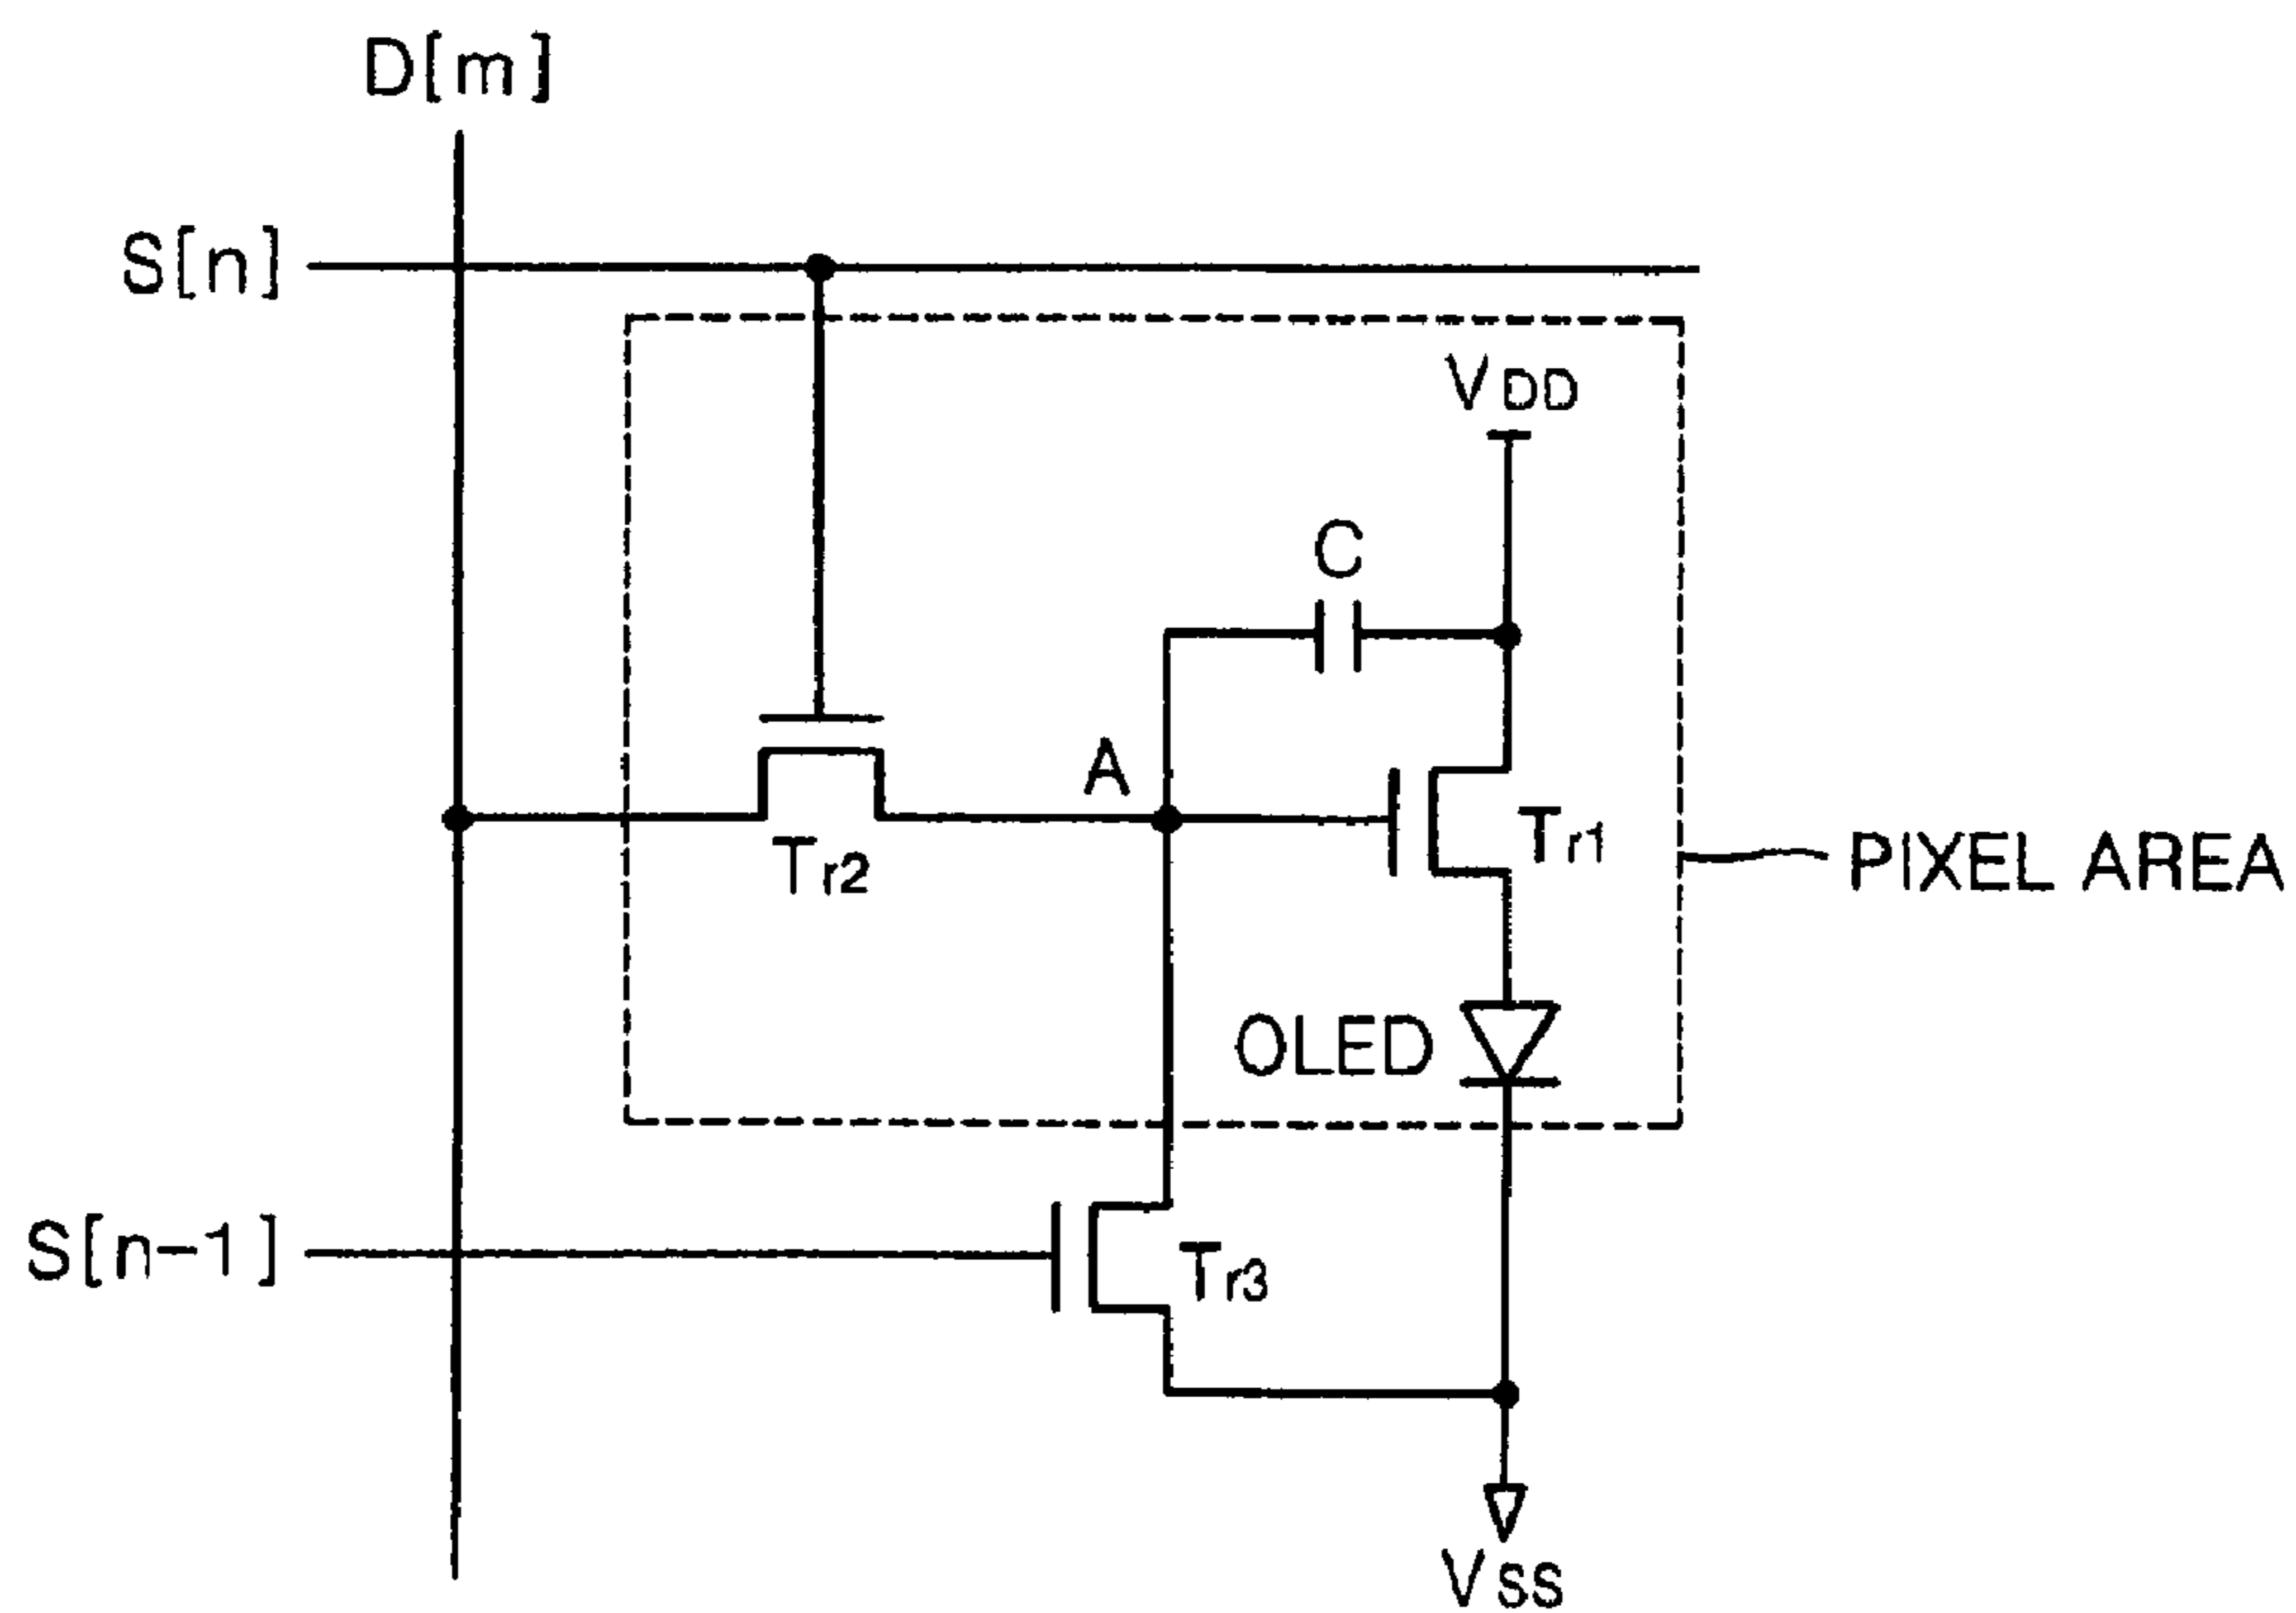 D[m]
S[n]
VDD
C
A
Tr1
Tr2
PIXEL AREA
OLED
S[n-1]
Tr3
VSS